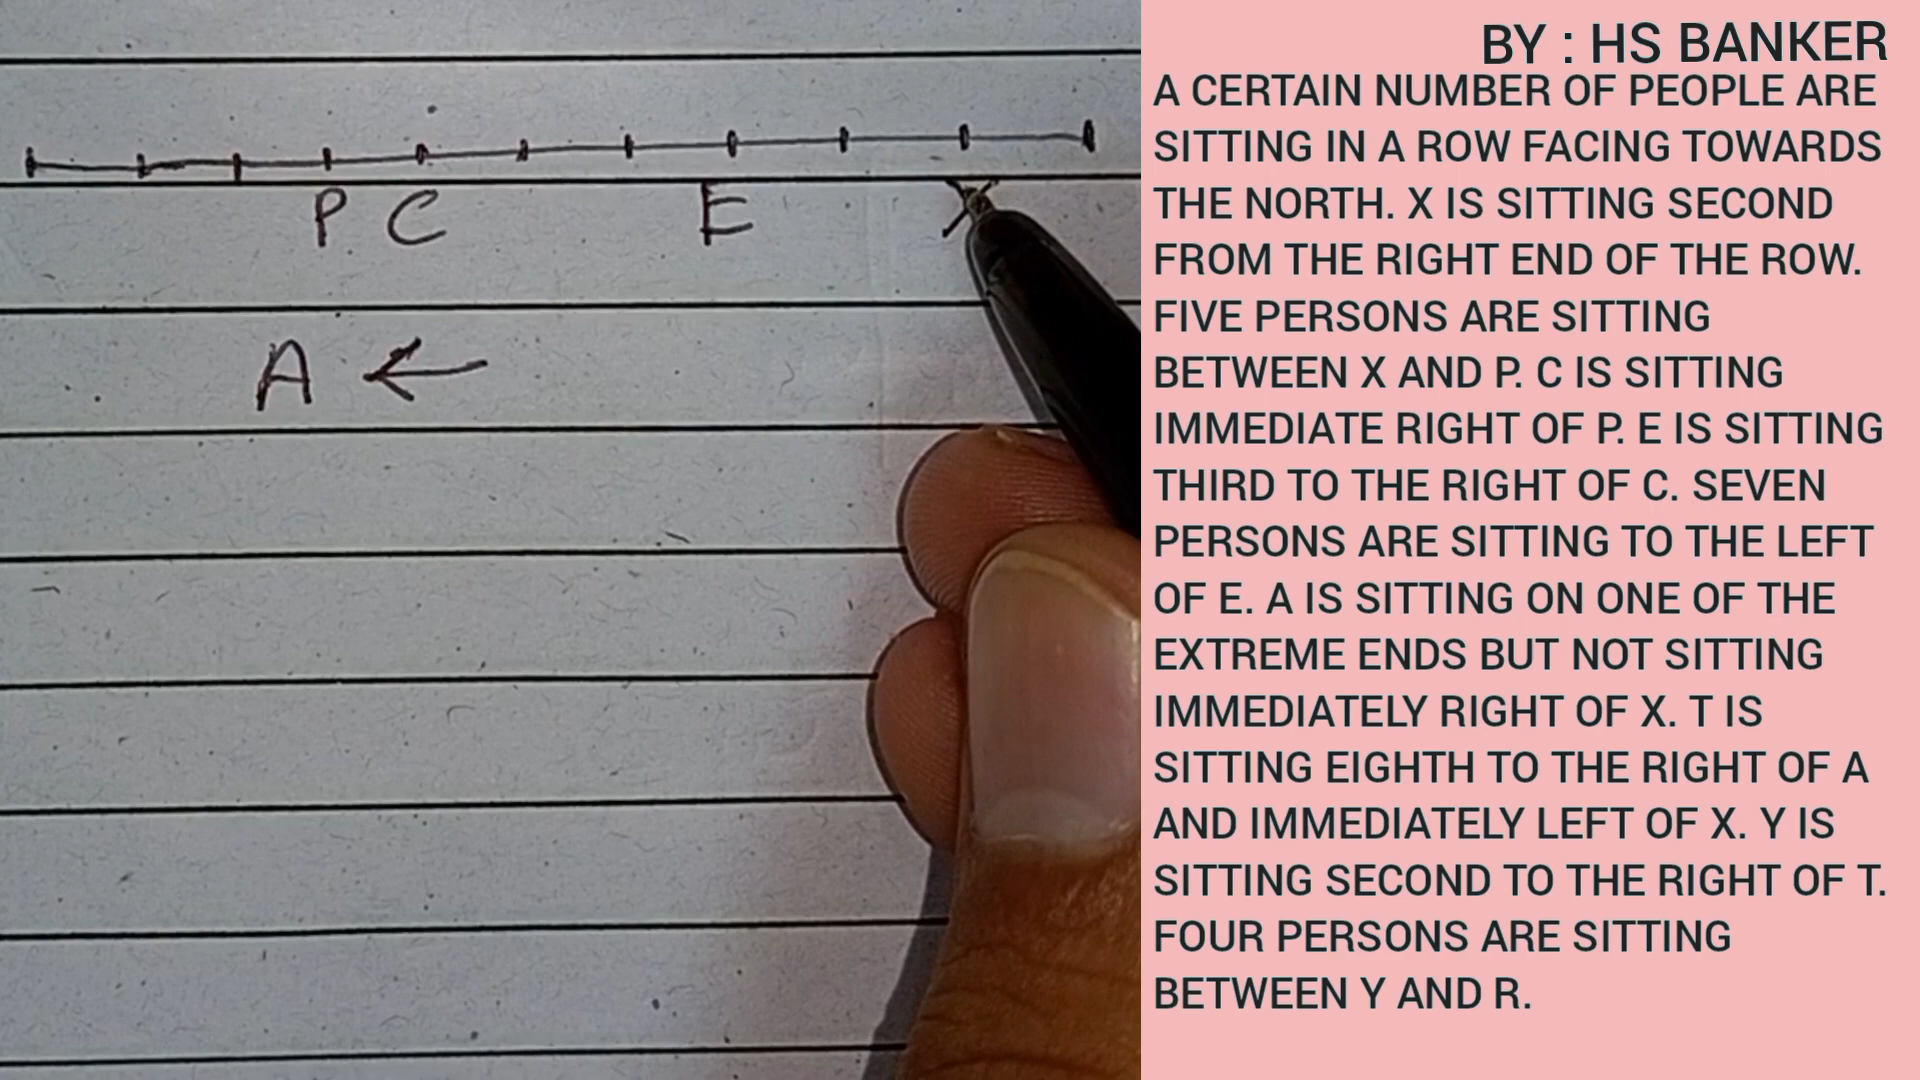 P C E X
A ←
BY : HS BANKER
A CERTAIN NUMBER OF PEOPLE ARE
SITTING IN A ROW FACING TOWARDS
THE NORTH. X IS SITTING SECOND
FROM THE RIGHT END OF THE ROW.
FIVE PERSONS ARE SITTING
BETWEEN X AND P. C IS SITTING
IMMEDIATE RIGHT OF P. E IS SITTING
THIRD TO THE RIGHT OF C. SEVEN
PERSONS ARE SITTING TO THE LEFT
OF E. A IS SITTING ON ONE OF THE
EXTREME ENDS BUT NOT SITTING
IMMEDIATELY RIGHT OF X. T IS
SITTING EIGHTH TO THE RIGHT OF A
AND IMMEDIATELY LEFT OF X. Y IS
SITTING SECOND TO THE RIGHT OF T.
FOUR PERSONS ARE SITTING
BETWEEN Y AND R.